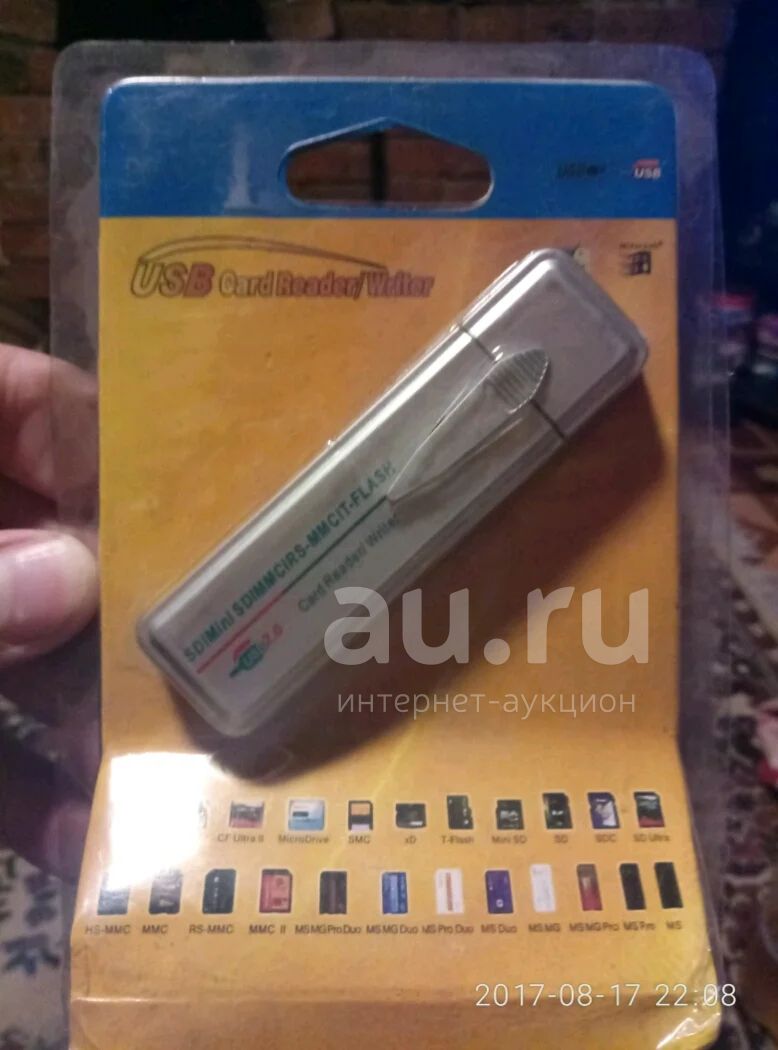 USB
USB Card Reader/Writer
Microsoft
SD/Mini SD/MMC/RS-MMC/T-FLASH
Card Reader/Writer
USB 2.0
au.ru
интернет-аукцион
CF Ultra II MicroDrive SMC xD T-Flash Mini SD SD SDC SD Ultra
HS-MMC MMC RS-MMC MMC II MS MG Pro Duo MS MG Duo MS Pro Duo MS Duo MS MG MS MG Pro MS Pro MS
2017-08-17 22:08